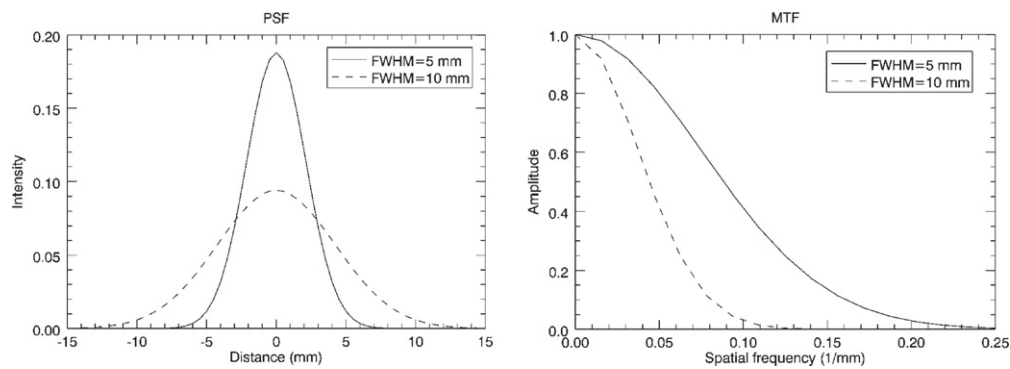 PSF
0.20
0.15
0.10
0.05
0.00
Intensity
FWHM=5 mm
FWHM=10 mm
-15 -10 -5 0 5 10 15
Distance (mm)
MTF
1.0
0.8
0.6
0.4
0.2
0.0
Amplitude
FWHM=5 mm
FWHM=10 mm
0.00 0.05 0.10 0.15 0.20 0.25
Spatial frequency (1/mm)